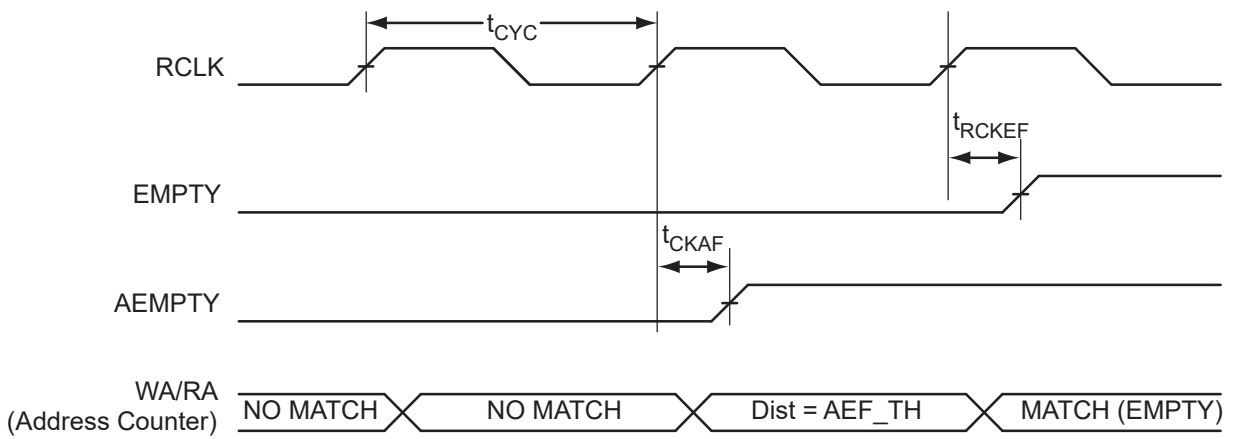 tCYC
RCLK
tRCKEF
EMPTY
tCKAF
AEMPTY
WA/RA
(Address Counter)
NO MATCH
NO MATCH
Dist = AEF_TH
MATCH (EMPTY)